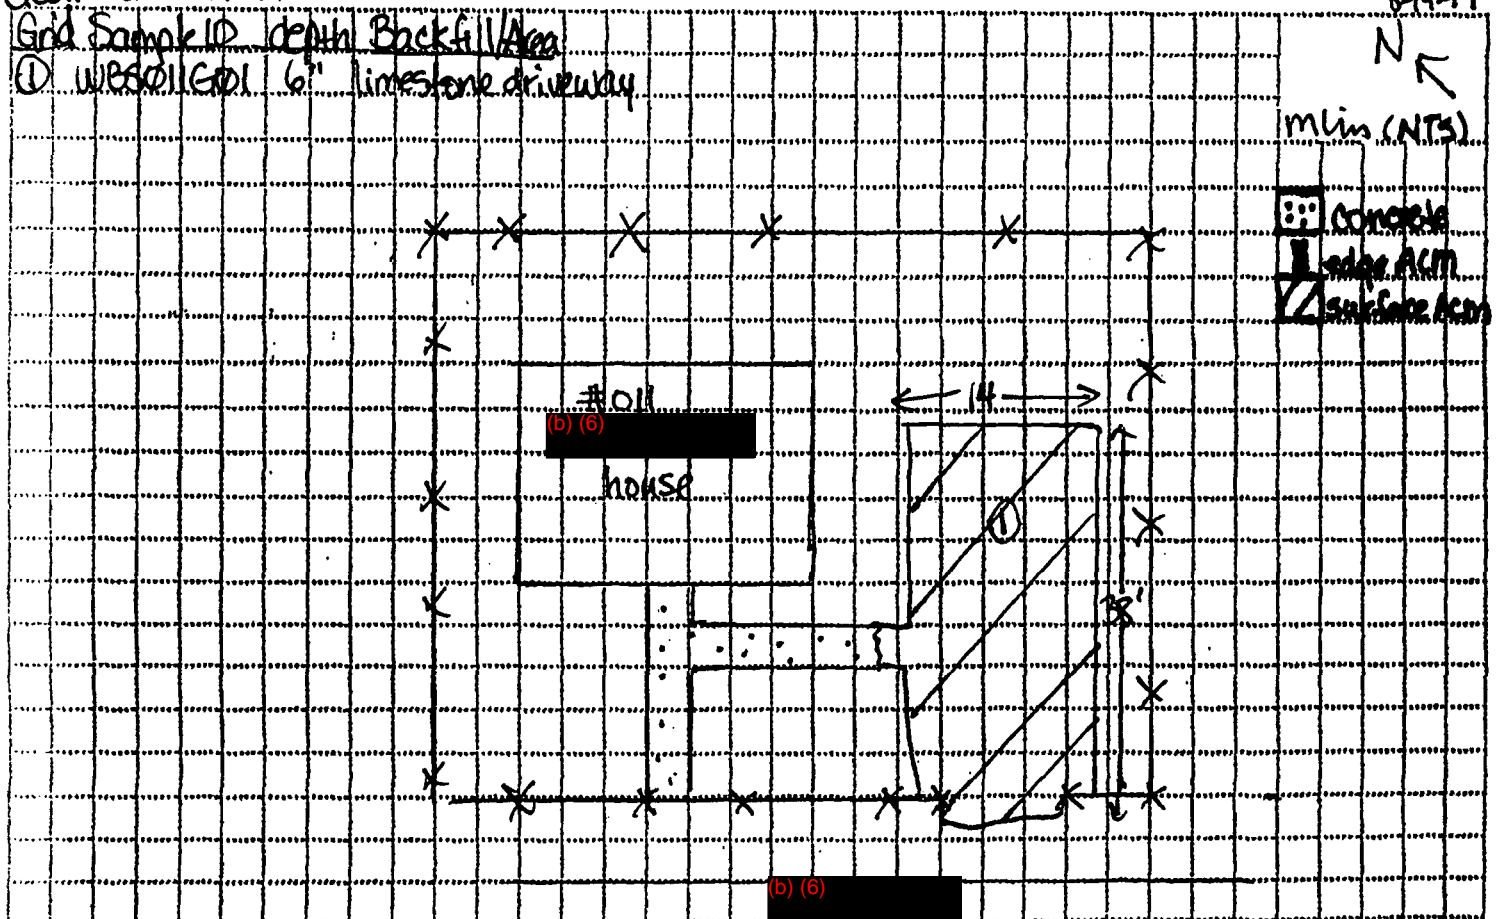 Grid Sample ID depth Backfill/Area
① WBS011G01 6" limestone driveway
N
(NTS)
concrete
edge ACM
surface ACM
#011
(b) (6)
house
14
①
38'
(b) (6)